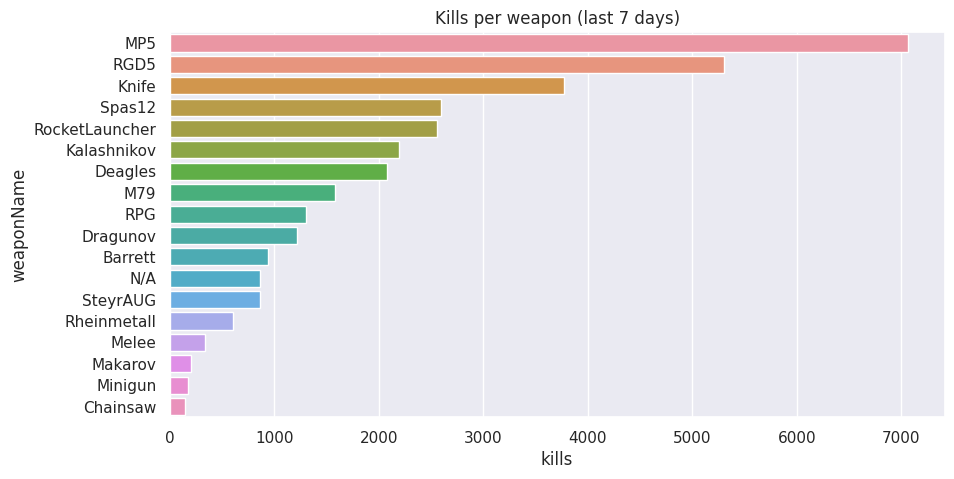 Kills per weapon (last 7 days)
weaponName
MP5
RGD5
Knife
Spas12
RocketLauncher
Kalashnikov
Deagles
M79
RPG
Dragunov
Barrett
N/A
SteyrAUG
Rheinmetall
Melee
Makarov
Minigun
Chainsaw
0 1000 2000 3000 4000 5000 6000 7000
kills